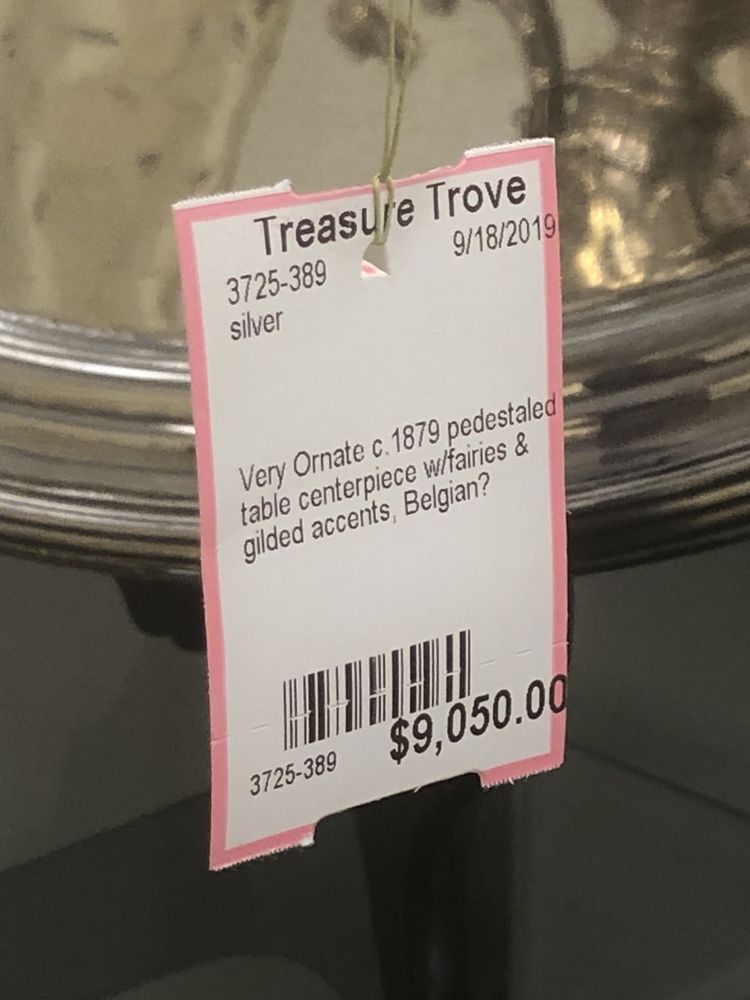 Treasure Trove
9/18/2019
3725-389
silver
Very Ornate c.1879 pedestaled
table centerpiece w/fairies &
gilded accents, Belgian?
$9,050.00
3725-389